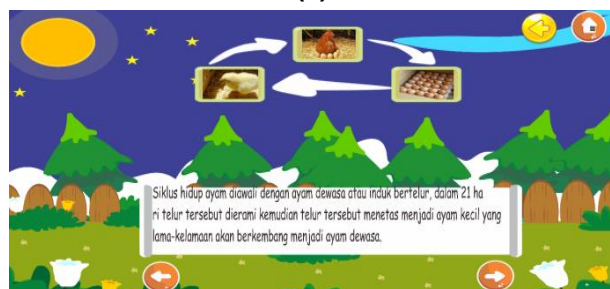 Siklus hidup ayam diawali dengan ayam dewasa atau induk bertelur, dalam 21 ha
ri telur tersebut dierami kemudian telur tersebut menetas menjadi ayam kecil yang
lama-kelamaan akan berkembang menjadi ayam dewasa.